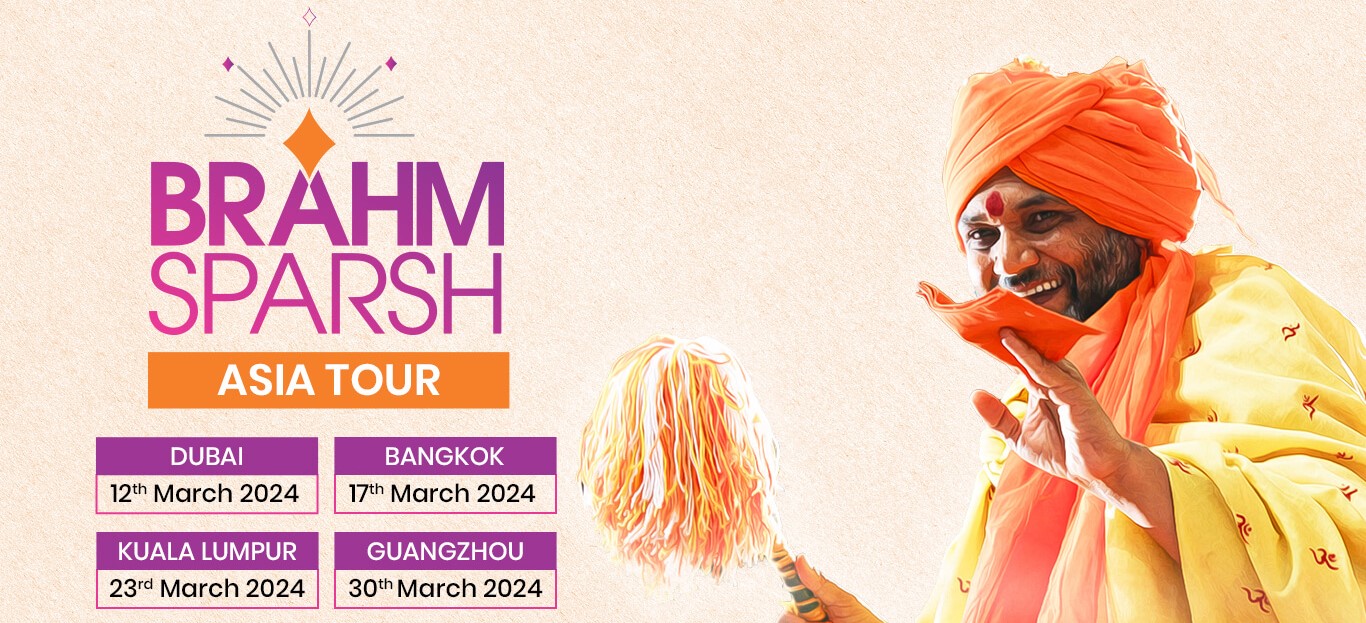 BRAHM
SPARSH
ASIA TOUR
DUBAI
12th March 2024
BANGKOK
17th March 2024
KUALA LUMPUR
23rd March 2024
GUANGZHOU
30th March 2024